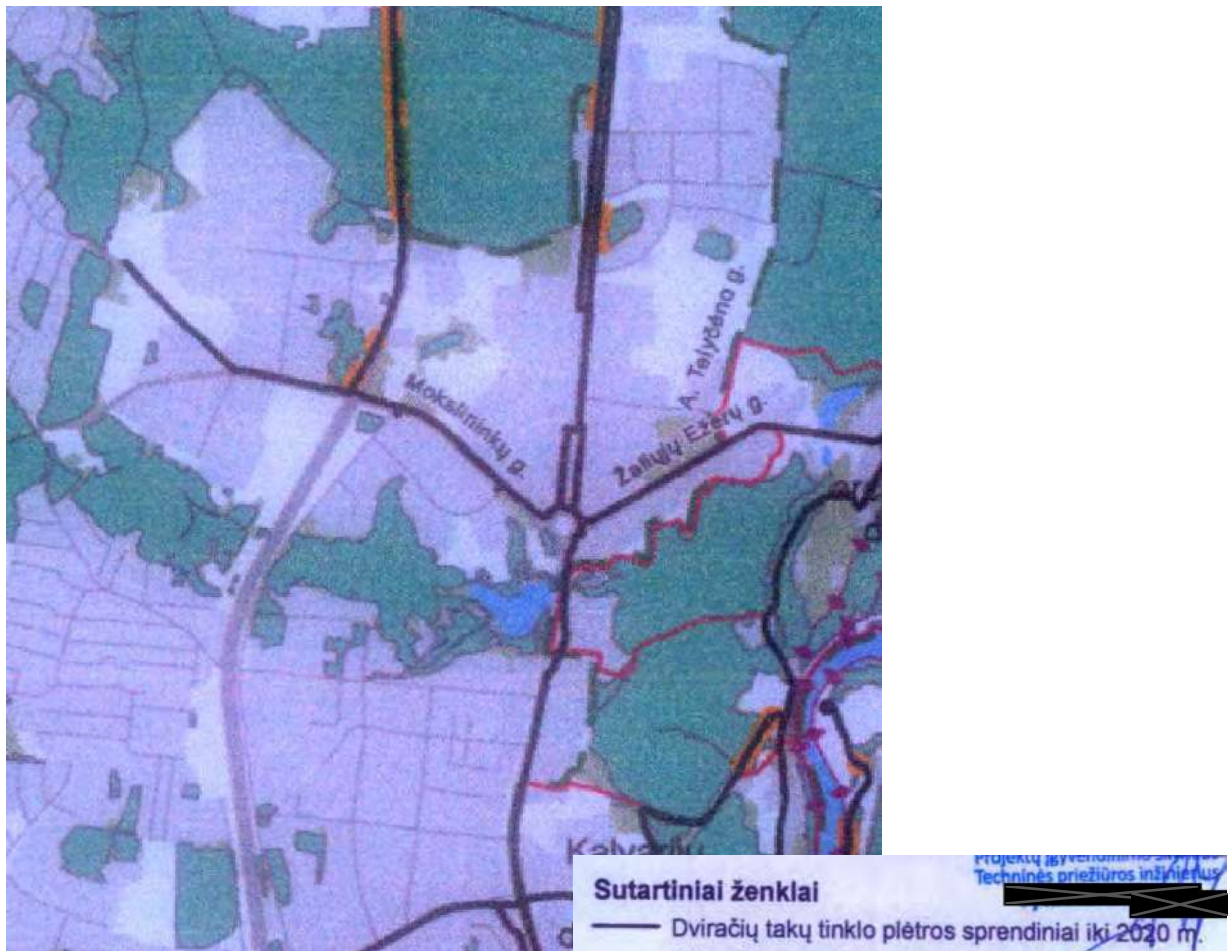 A. Telyčėno g.
Mokslininkų g.
Žaliųjų Ežerų g.
Kalvarijų
Techninės priežiūros inžinierius
Sutartiniai ženklai
Dviračių takų tinklo plėtros sprendiniai iki 2020 m.